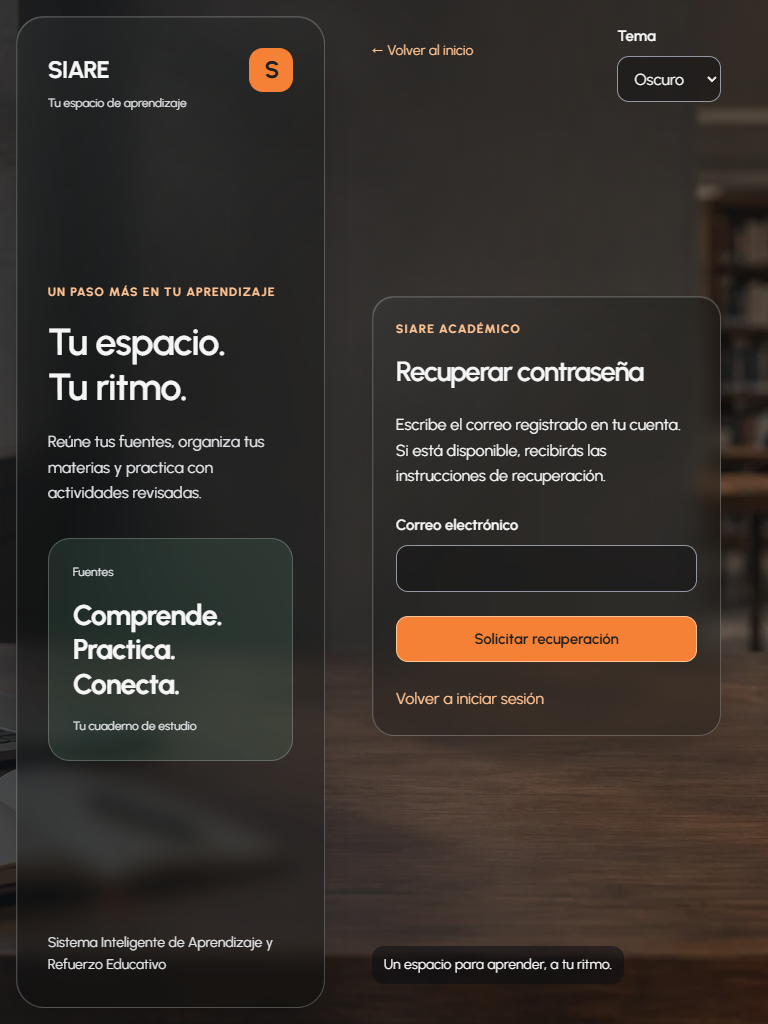 SIARE
S
Tu espacio de aprendizaje
UN PASO MÁS EN TU APRENDIZAJE
Tu espacio.
Tu ritmo.
Reúne tus fuentes, organiza tus
materias y practica con
actividades revisadas.
Fuentes
Comprende.
Practica.
Conecta.
Tu cuaderno de estudio
Sistema Inteligente de Aprendizaje y
Refuerzo Educativo
← Volver al inicio
Tema
Oscuro
SIARE ACADÉMICO
Recuperar contraseña
Escribe el correo registrado en tu cuenta.
Si está disponible, recibirás las
instrucciones de recuperación.
Correo electrónico
Solicitar recuperación
Volver a iniciar sesión
Un espacio para aprender, a tu ritmo.